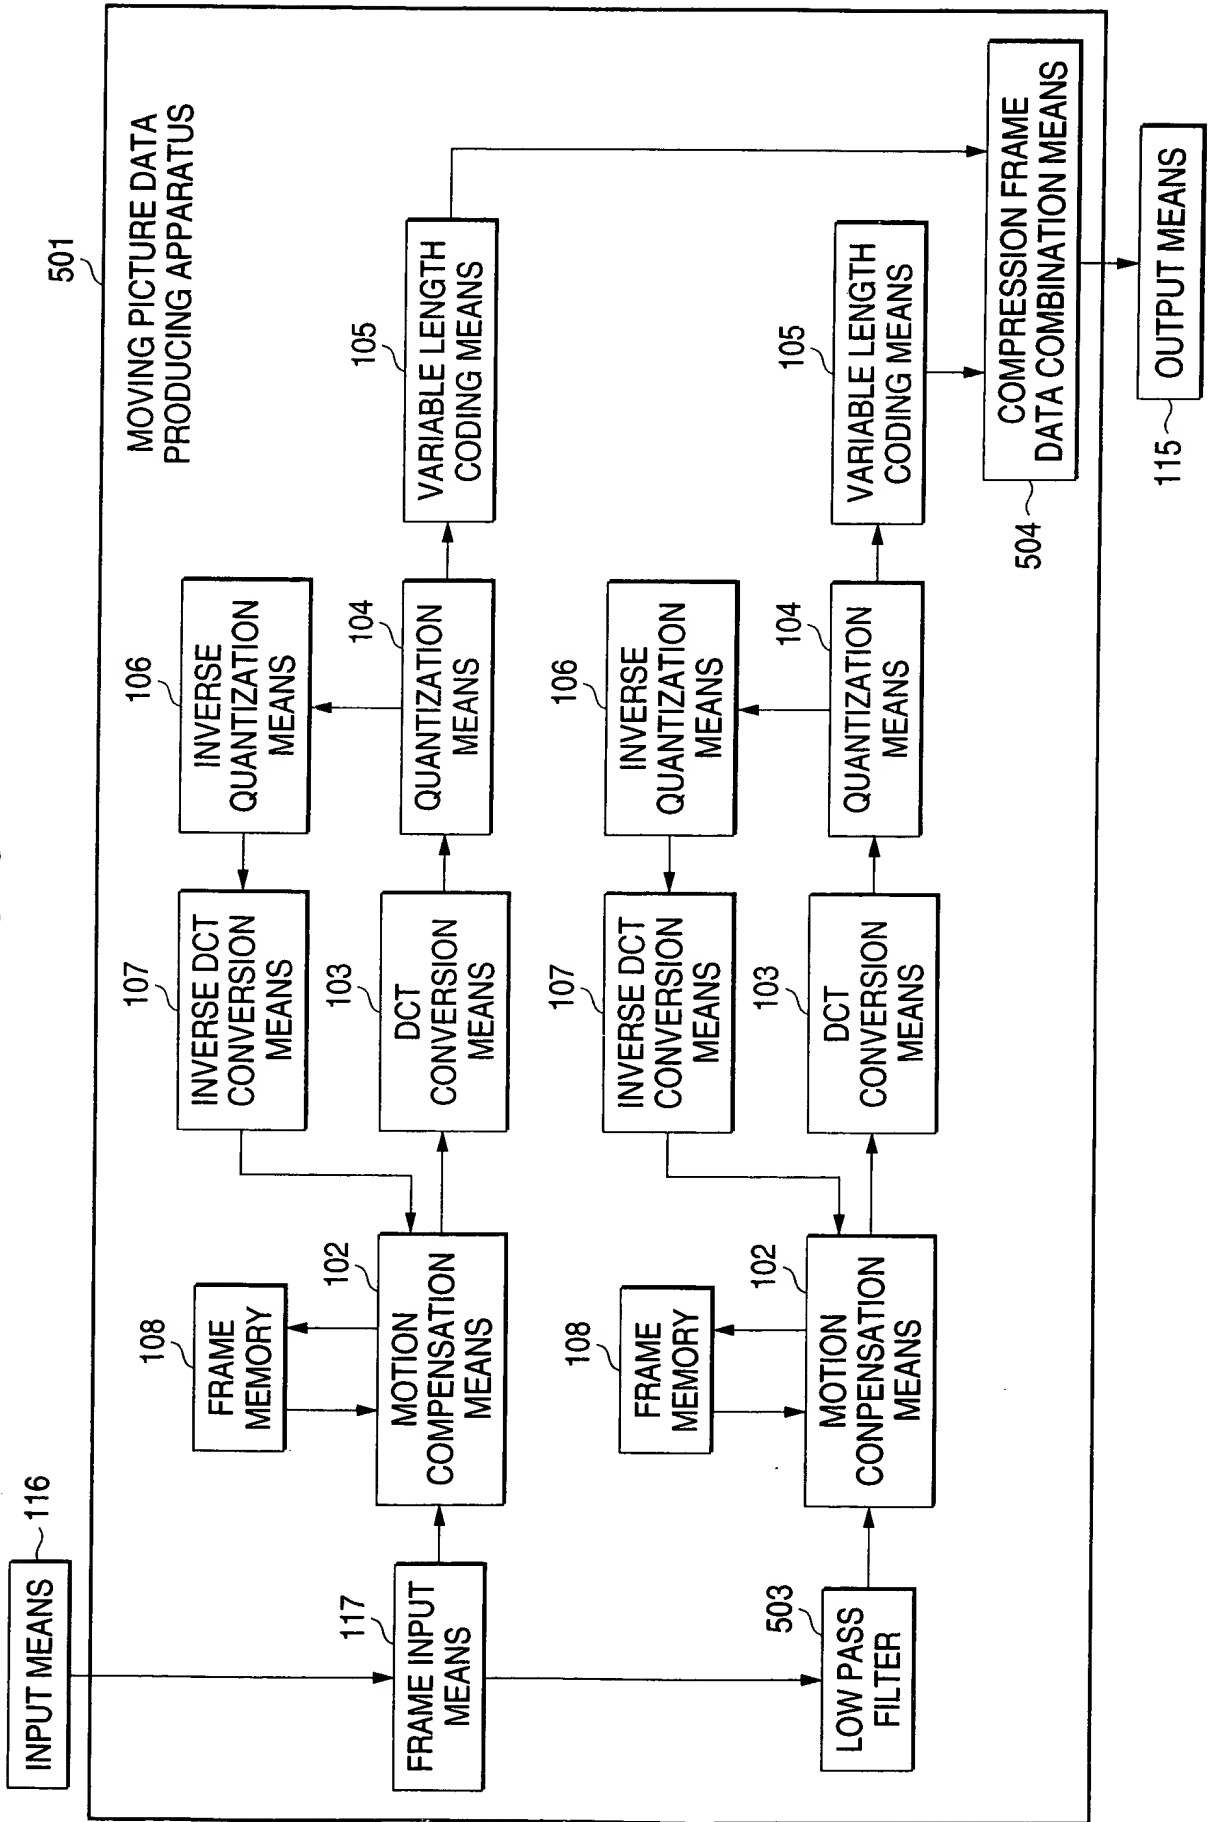 INPUT MEANS
116
501
MOVING PICTURE DATA
PRODUCING APPARATUS
117
FRAME INPUT
MEANS
108
FRAME
MEMORY
102
MOTION
COMPENSATION
MEANS
107
INVERSE DCT
CONVERSION
MEANS
103
DCT
CONVERSION
MEANS
106
INVERSE
QUANTIZATION
MEANS
104
QUANTIZATION
MEANS
105
VARIABLE LENGTH
CODING MEANS
503
LOW PASS
FILTER
108
FRAME
MEMORY
102
MOTION
CONPENSATION
MEANS
107
INVERSE DCT
CONVERSION
MEANS
103
DCT
CONVERSION
MEANS
106
INVERSE
QUANTIZATION
MEANS
104
QUANTIZATION
MEANS
105
VARIABLE LENGTH
CODING MEANS
504
COMPRESSION FRAME
DATA COMBINATION MEANS
115
OUTPUT MEANS